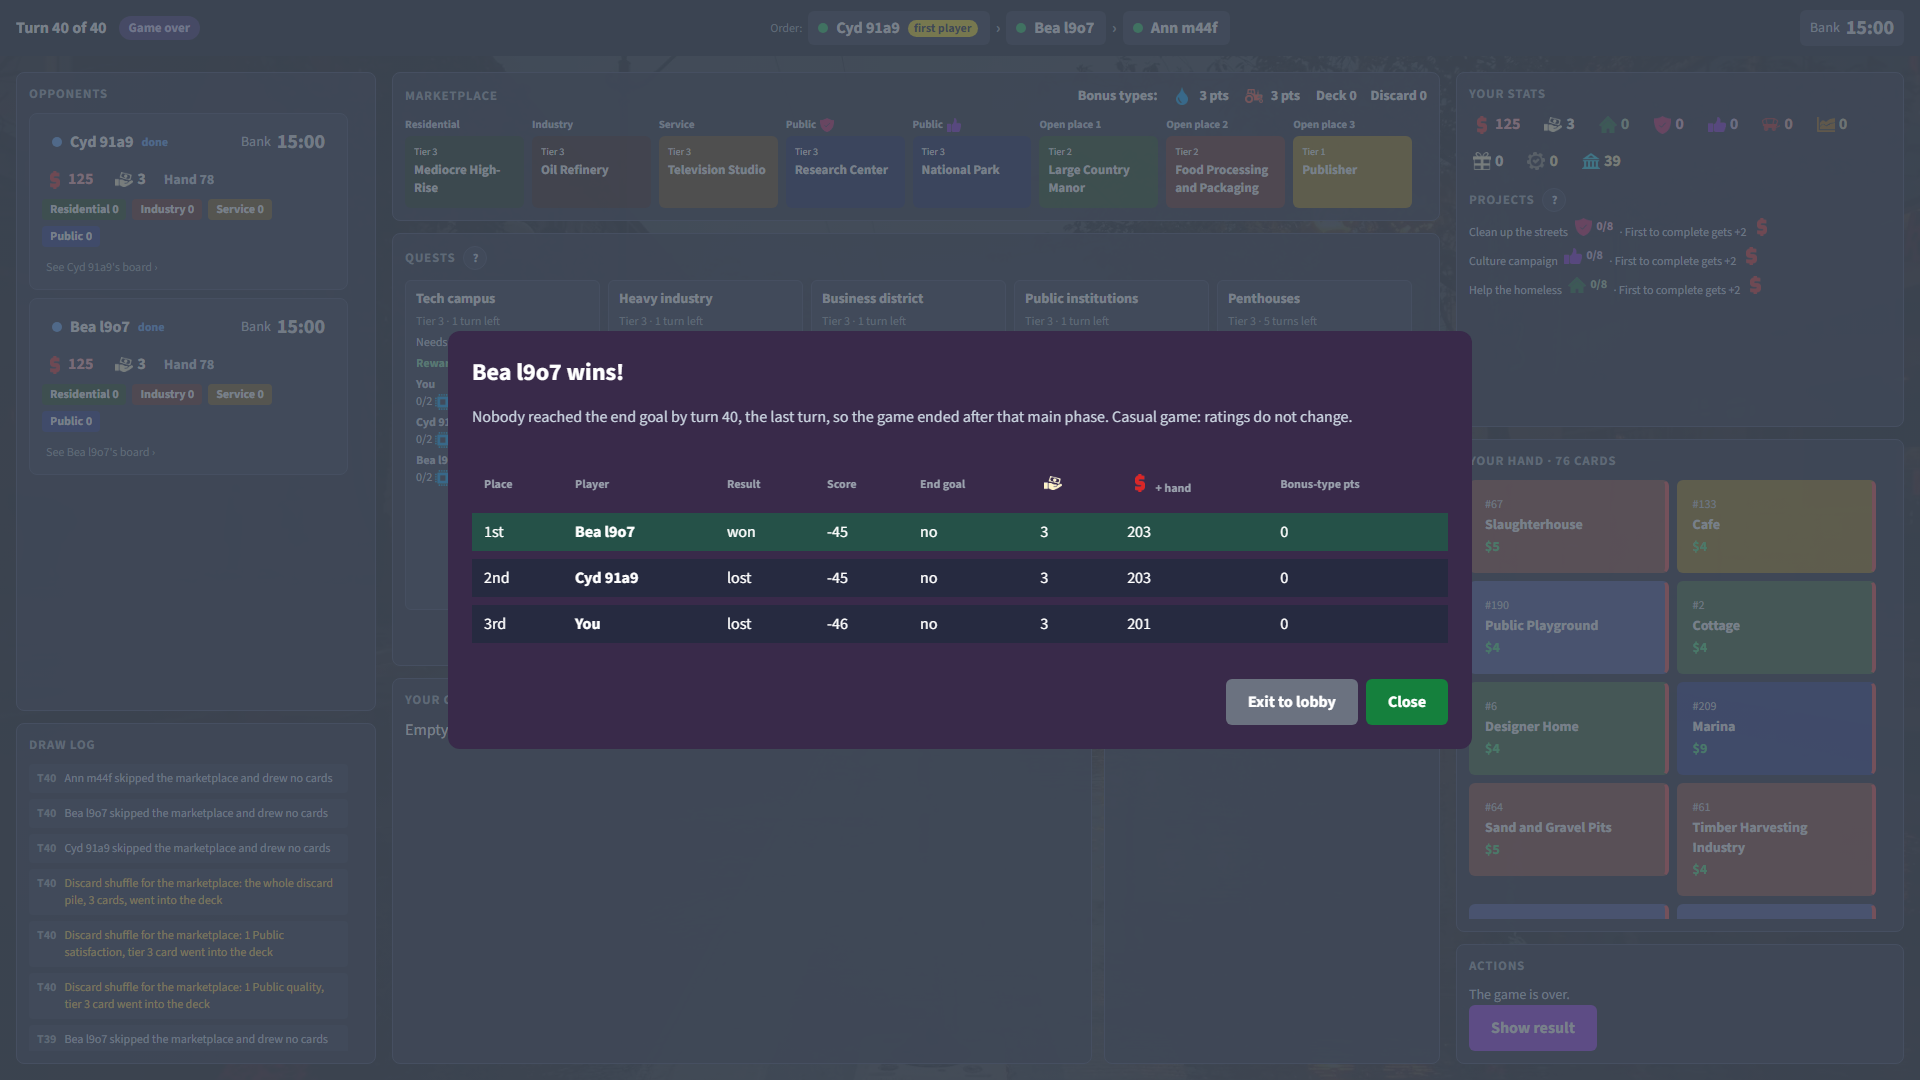 Turn 40 of 40 Game over
Order: Cyd 91a9 first player › Bea l9o7 › Ann m44f
Bank 15:00
OPPONENTS
Cyd 91a9 done Bank 15:00
125 3 Hand 78
Residential 0 Industry 0 Service 0
Public 0
See Cyd 91a9's board ›
Bea l9o7 done Bank 15:00
125 3 Hand 78
Residential 0 Industry 0 Service 0
Public 0
See Bea l9o7's board ›
DRAW LOG
T40 Ann m44f skipped the marketplace and drew no cards
T40 Bea l9o7 skipped the marketplace and drew no cards
T40 Cyd 91a9 skipped the marketplace and drew no cards
T40 Discard shuffle for the marketplace: the whole discard
pile, 3 cards, went into the deck
T40 Discard shuffle for the marketplace: 1 Public
satisfaction, tier 3 card went into the deck
T40 Discard shuffle for the marketplace: 1 Public quality,
tier 3 card went into the deck
T39 Bea l9o7 skipped the marketplace and drew no cards
MARKETPLACE
Bonus types: 3 pts 3 pts Deck 0 Discard 0
Residential Industry Service Public Public Open place 1 Open place 2 Open place 3
Tier 3
Mediocre High-
Rise
Tier 3
Oil Refinery
Tier 3
Television Studio
Tier 3
Research Center
Tier 3
National Park
Tier 2
Large Country
Manor
Tier 2
Food Processing
and Packaging
Tier 1
Publisher
QUESTS ?
Tech campus
Tier 3 · 1 turn left
Needs
Rewar
You
0/2
Cyd 91
0/2
Bea l9
0/2
Heavy industry
Tier 3 · 1 turn left
Business district
Tier 3 · 1 turn left
Public institutions
Tier 3 · 1 turn left
Penthouses
Tier 3 · 5 turns left
Bea l9o7 wins!
Nobody reached the end goal by turn 40, the last turn, so the game ended after that main phase. Casual game: ratings do not change.
Place Player Result Score End goal $ + hand Bonus-type pts
1st Bea l9o7 won -45 no 3 203 0
2nd Cyd 91a9 lost -45 no 3 203 0
3rd You lost -46 no 3 201 0
Exit to lobby Close
YOUR C
Empty
YOUR STATS
125 3 0 0 0 0 0
0 0 39
PROJECTS ?
Clean up the streets 0/8 · First to complete gets +2 $
Culture campaign 0/8 · First to complete gets +2 $
Help the homeless 0/8 · First to complete gets +2 $
YOUR HAND - 76 CARDS
#67
Slaughterhouse
$5
#133
Cafe
$4
#190
Public Playground
$4
#2
Cottage
$4
#6
Designer Home
$4
#209
Marina
$9
#64
Sand and Gravel Pits
$5
#61
Timber Harvesting
Industry
$4
ACTIONS
The game is over.
Show result